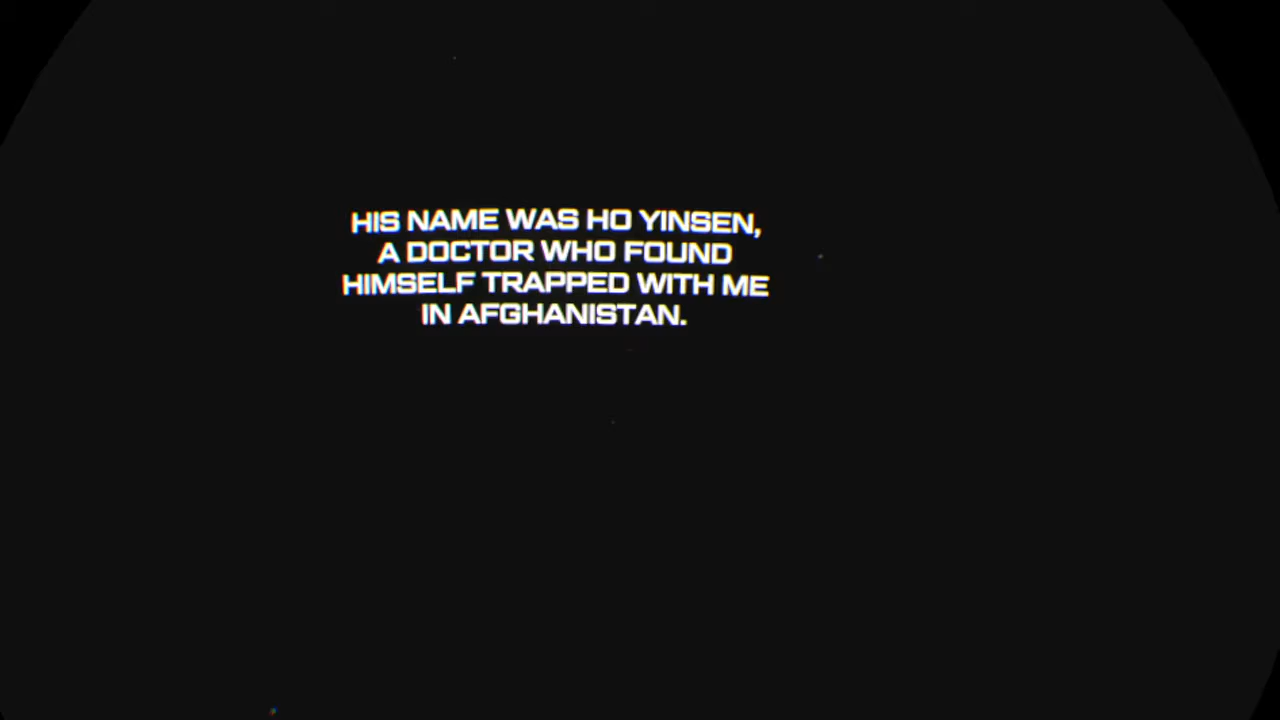 HIS NAME WAS HO YINSEN,
A DOCTOR WHO FOUND
HIMSELF TRAPPED WITH ME
IN AFGHANISTAN.